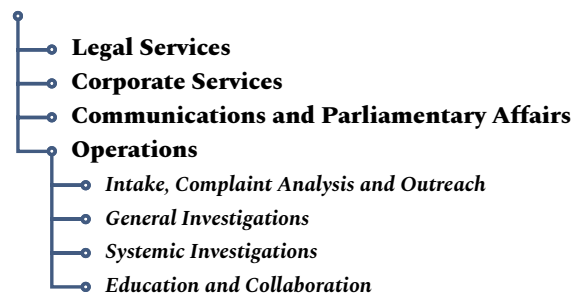 Legal Services
Corporate Services
Communications and Parliamentary Affairs
Operations
Intake, Complaint Analysis and Outreach
General Investigations
Systemic Investigations
Education and Collaboration